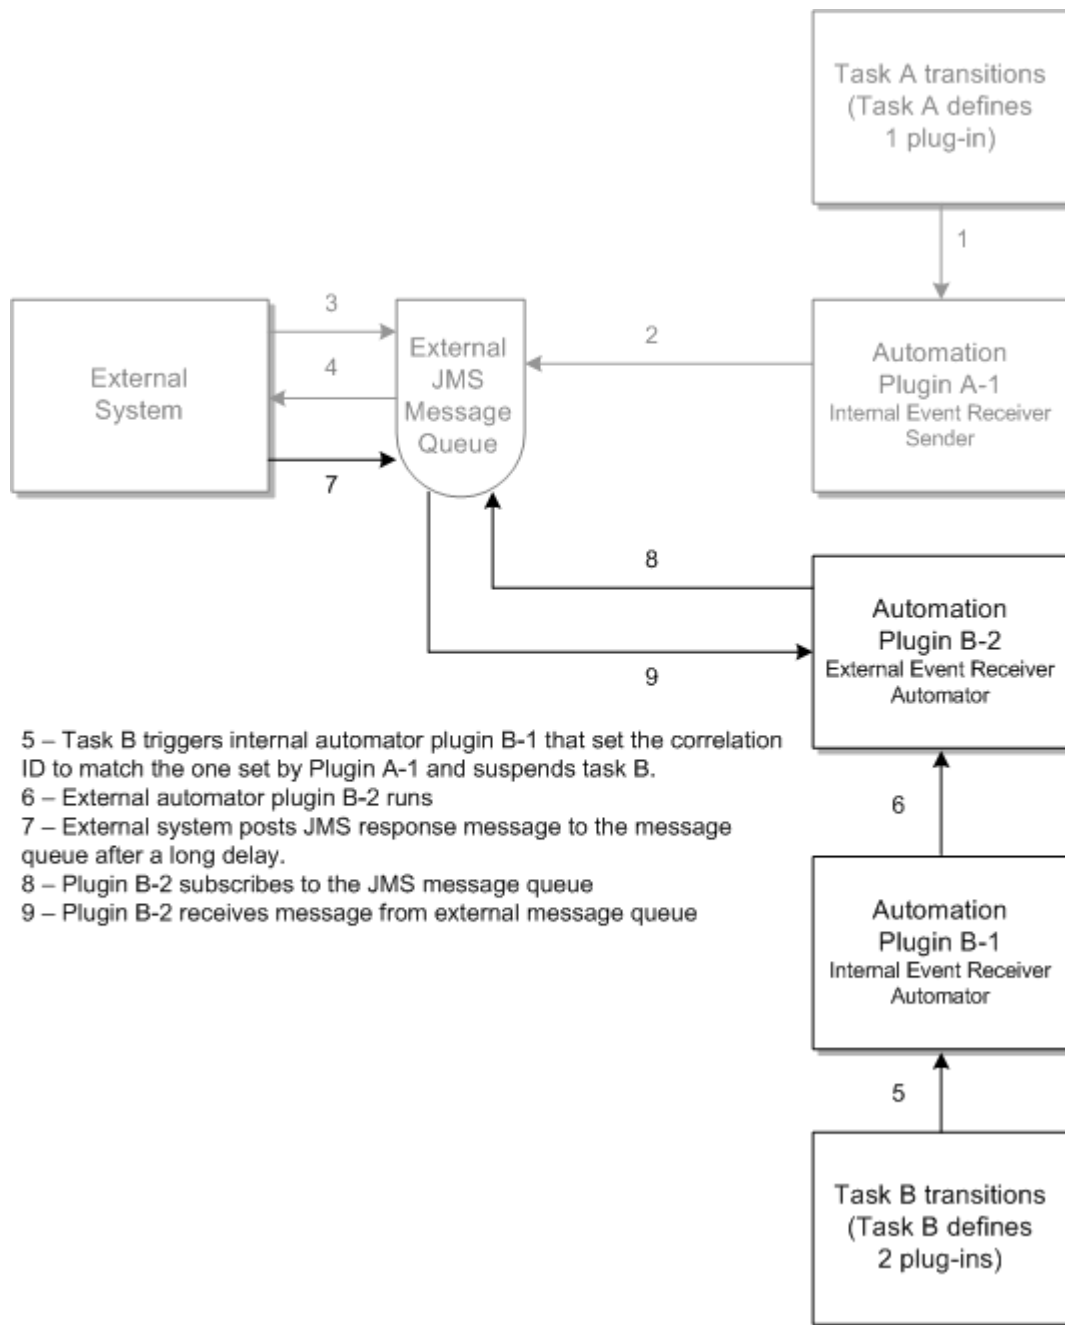 Task A transitions
(Task A defines
1 plug-in)
1
3
External
JMS
Message
Queue
2
Automation
Plugin A-1
Internal Event Receiver
Sender
External
System
4
7
8
Automation
Plugin B-2
External Event Receiver
Automator
9
5 – Task B triggers internal automator plugin B-1 that set the correlation
ID to match the one set by Plugin A-1 and suspends task B.
6 – External automator plugin B-2 runs
7 – External system posts JMS response message to the message
queue after a long delay.
8 – Plugin B-2 subscribes to the JMS message queue
9 – Plugin B-2 receives message from external message queue
6
Automation
Plugin B-1
Internal Event Receiver
Automator
5
Task B transitions
(Task B defines
2 plug-ins)